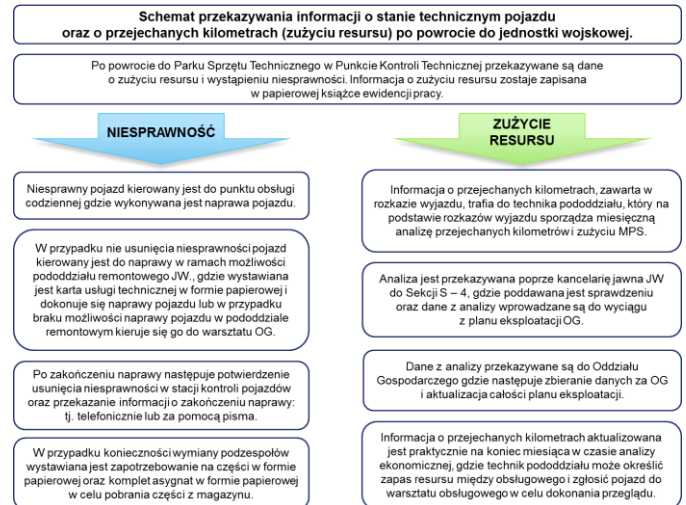 Schemat przekazywania informacji o stanie technicznym pojazdu
oraz o przejechanych kilometrach (zużyciu resursu) po powrocie do jednostki wojskowej.
Po powrocie do Parku Sprzętu Technicznego w Punkcie Kontroli Technicznej przekazywane są dane
o zużyciu resursu i wystąpieniu niesprawności. Informacja o zużyciu resursu zostaje zapisana
w papierowej książce ewidencji pracy.
NIESPRAWNOŚĆ
Niesprawny pojazd kierowany jest do punktu obsługi
codziennej gdzie wykonywana jest naprawa pojazdu.
W przypadku nie usunięcia niesprawności pojazd
kierowany jest do naprawy w ramach możliwości
pododdziału remontowego JW., gdzie wystawiana
jest karta usługi technicznej w formie papierowej i
dokonuje się naprawy pojazdu lub w przypadku
braku możliwości naprawy pojazdu w pododdziale
remontowym kieruje się go do warsztatu OG.
Po zakończeniu naprawy następuje potwierdzenie
usunięcia niesprawności w stacji kontroli pojazdów
oraz przekazanie informacji o zakończeniu naprawy:
tj. telefonicznie lub za pomocą pisma.
W przypadku konieczności wymiany podzespołów
wystawiana jest zapotrzebowanie na części w formie
papierowej oraz komplet asygnat w formie papierowej
w celu pobrania części z magazynu.
ZUŻYCIE
RESURSU
Informacja o przejechanych kilometrach, zawarta w
rozkazie wyjazdu, trafia do technika pododdziału, który na
podstawie rozkazów wyjazdu sporządza miesięczną
analizę przejechanych kilometrów i zużyciu MPS.
Analiza jest przekazywana poprze kancelarię jawna JW
do Sekcji S – 4, gdzie poddawana jest sprawdzeniu
oraz dane z analizy wprowadzane są do wyciągu
z planu eksploatacji OG.
Dane z analizy przekazywane są do Oddziału
Gospodarczego gdzie następuje zbieranie danych za OG
i aktualizacja całości planu eksploatacji.
Informacja o przejechanych kilometrach aktualizowana
jest praktycznie na koniec miesiąca w czasie analizy
ekonomicznej, gdzie technik pododdziału może określić
zapas resursu między obsługowego i zgłosić pojazd do
warsztatu obsługowego w celu dokonania przeglądu.